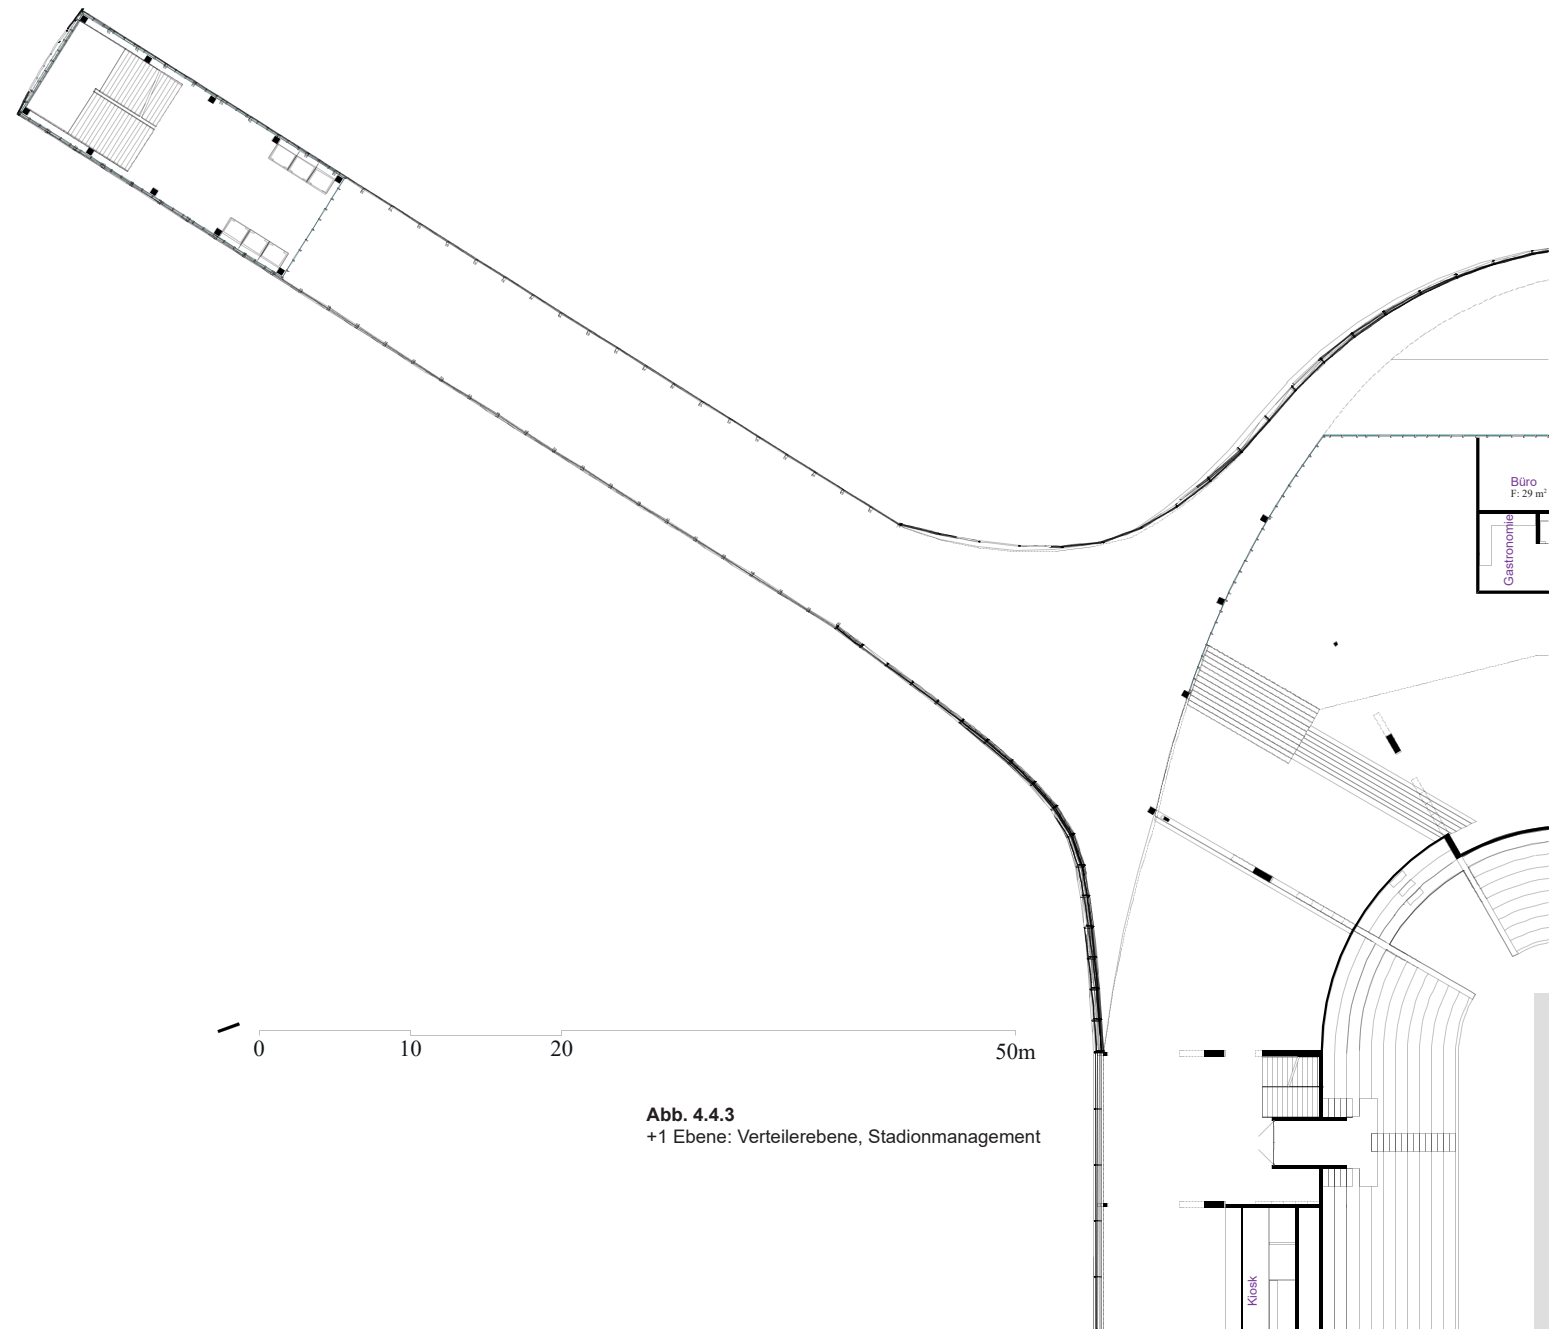 Büro
F: 29 m²
Gastronomie
0 10 20 50m
Abb. 4.4.3
+1 Ebene: Verteilerebene, Stadionmanagement
Kiosk